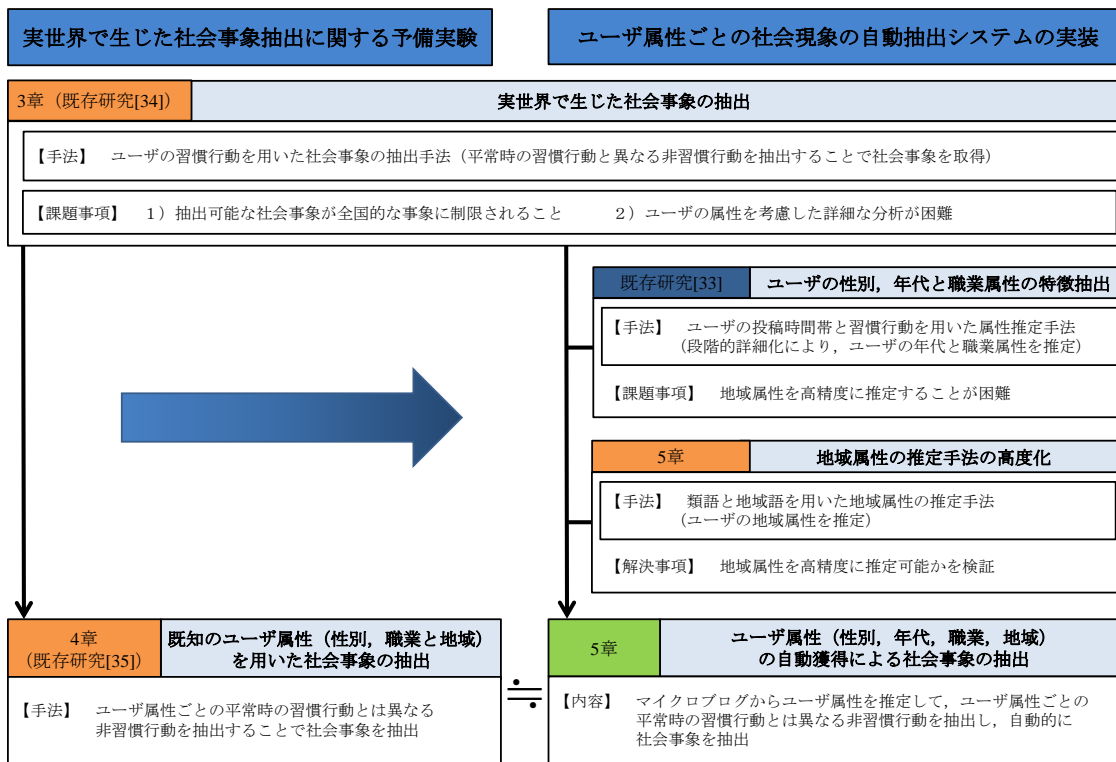 実世界で生じた社会事象抽出に関する予備実験
ユーザ属性ごとの社会現象の自動抽出システムの実装
3章（既存研究[34]）
実世界で生じた社会事象の抽出
【手法】　ユーザの習慣行動を用いた社会事象の抽出手法（平常時の習慣行動と異なる非習慣行動を抽出することで社会事象を取得）
【課題事項】　１）抽出可能な社会事象が全国的な事象に制限されること　　２）ユーザの属性を考慮した詳細な分析が困難
既存研究[33]
ユーザの性別，年代と職業属性の特徴抽出
【手法】　ユーザの投稿時間帯と習慣行動を用いた属性推定手法
（段階的詳細化により，ユーザの年代と職業属性を推定）
【課題事項】　地域属性を高精度に推定することが困難
5章
地域属性の推定手法の高度化
【手法】　類語と地域語を用いた地域属性の推定手法
（ユーザの地域属性を推定）
【解決事項】　地域属性を高精度に推定可能かを検証
4章
（既存研究[35]）
既知のユーザ属性（性別，職業と地域）
を用いた社会事象の抽出
【手法】　ユーザ属性ごとの平常時の習慣行動とは異なる
非習慣行動を抽出することで社会事象を抽出
≒
5章
ユーザ属性（性別，年代，職業，地域）
の自動獲得による社会事象の抽出
【内容】　マイクロブログからユーザ属性を推定して，ユーザ属性ごとの
平常時の習慣行動とは異なる非習慣行動を抽出し，自動的に
社会事象を抽出